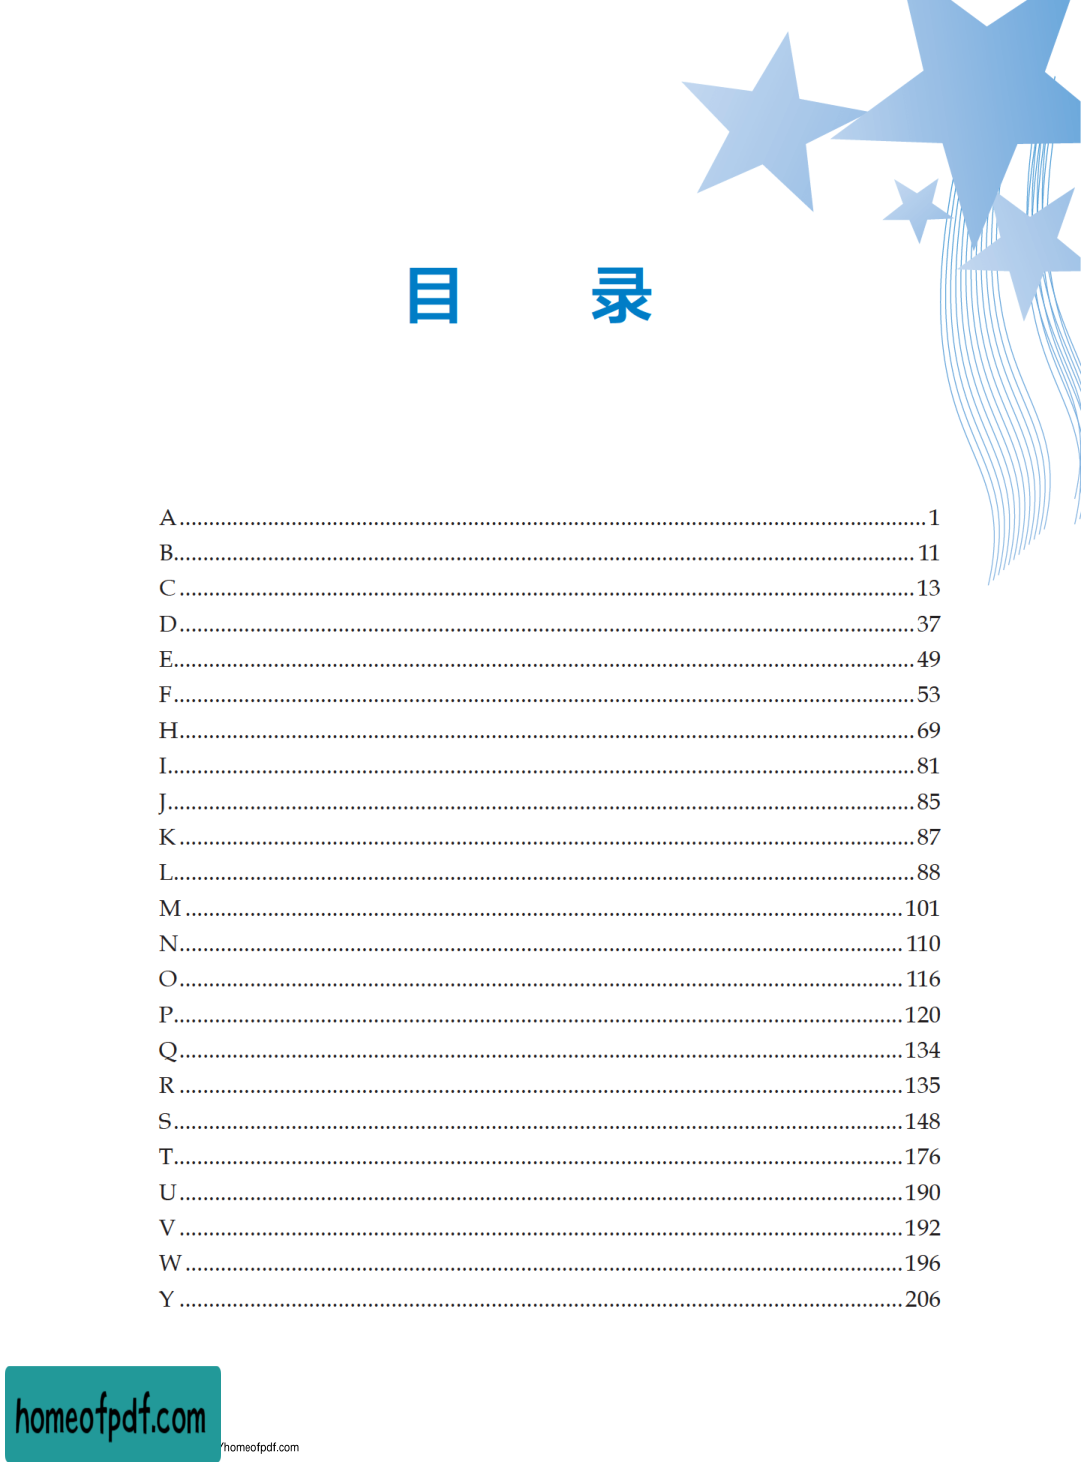 目 录
A 1
B 11
C 13
D 37
E 49
F 53
H 69
I 81
J 85
K 87
L 88
M 101
N 110
O 116
P 120
Q 134
R 135
S 148
T 176
U 190
V 192
W 196
Y 206
homeofpdf.com
/homeofpdf.com